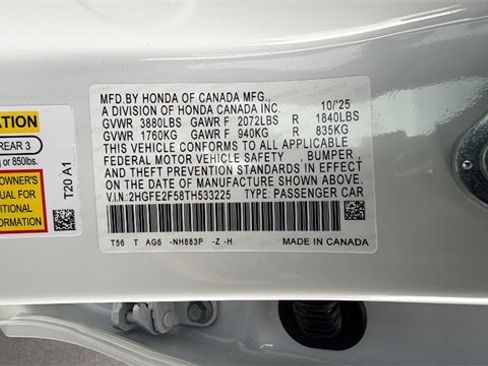 ATION
REAR 3
g or 850lbs.
OWNER'S
UAL FOR
ITIONAL
ORMATION
T20 A1
MFD.BY HONDA OF CANADA MFG.,
A DIVISION OF HONDA CANADA INC. 10/'25
GVWR 3880LBS GAWR F 2072LBS R 1840LBS
GVWR 1760KG GAWR F 940KG R 835KG
THIS VEHICLE CONFORMS TO ALL APPLICABLE
FEDERAL MOTOR VEHICLE SAFETY , BUMPER ,
AND THEFT PREVENTION STANDARDS IN EFFECT
ON THE DATE OF MANUFACTURE SHOWN ABOVE.
V.I.N.:2HGFE2F58TH533225 TYPE: PASSENGER CAR
T56 T AG6 -NH883P -Z -H MADE IN CANADA